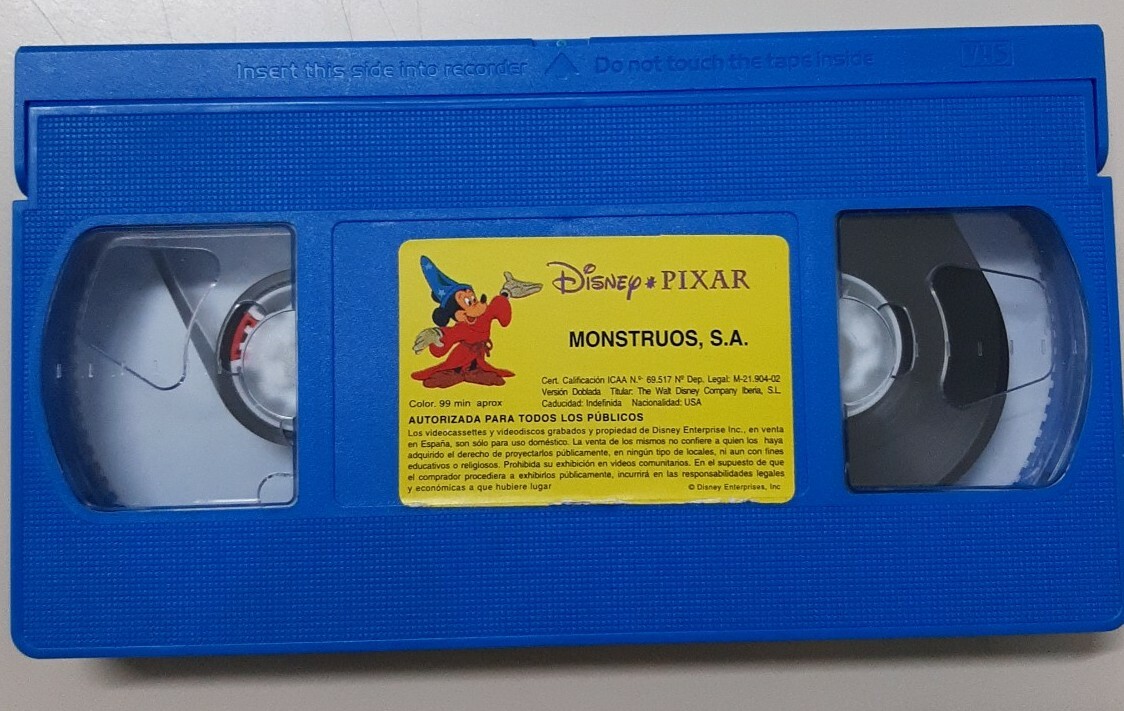 Insert this side into recorder Do not touch the tape inside VHS
Disney PIXAR
MONSTRUOS, S.A.
Cert. Calificación ICAA N.º 69.517 Nº Dep. Legal: M-21.904-02
Versión Doblada Titular: The Walt Disney Company Iberia, S.L.
Color. 99 min aprox Caducidad: Indefinida Nacionalidad: USA
AUTORIZADA PARA TODOS LOS PÚBLICOS
Los videocassettes y videodiscos grabados y propiedad de Disney Enterprise Inc., en venta
en España, son sólo para uso doméstico. La venta de los mismos no confiere a quien los haya
adquirido el derecho de proyectarlos públicamente, en ningún tipo de locales, ni aun con fines
educativos o religiosos. Prohibida su exhibición en videos comunitarios. En el supuesto de que
el comprador procediera a exhibirlos públicamente, incurrirá en las responsabilidades legales
y económicas a que hubiere lugar © Disney Enterprises, Inc